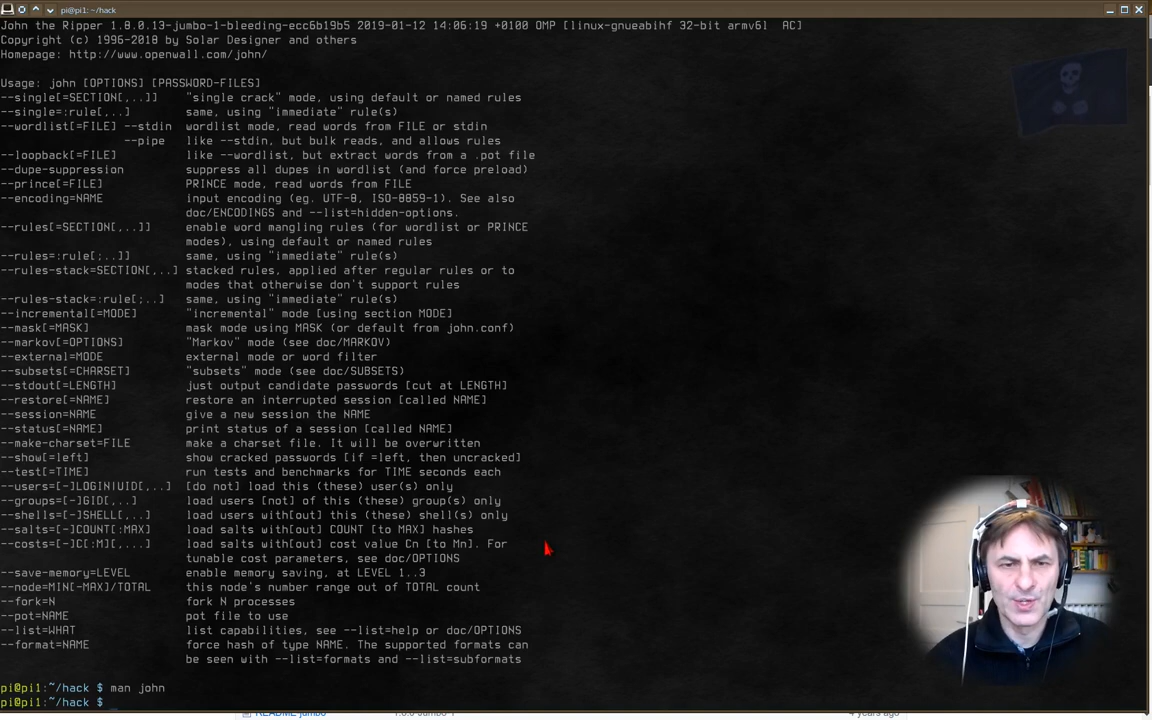 pi@pi1: ~/hack
John the Ripper 1.8.0.13-jumbo-1-bleeding-ecc6b19b5 2019-01-12 14:06:19 +0100 OMP [linux-gnueabihf 32-bit armv6l  AC]
Copyright (c) 1996-2018 by Solar Designer and others
Homepage: http://www.openwall.com/john/
Usage: john [OPTIONS] [PASSWORD-FILES]
--single[=SECTION[,..]]    "single crack" mode, using default or named rules
--single=:rule[,..]        same, using "immediate" rule(s)
--wordlist[=FILE] --stdin  wordlist mode, read words from FILE or stdin
                  --pipe   like --stdin, but bulk reads, and allows rules
--loopback[=FILE]          like --wordlist, but extract words from a .pot file
--dupe-suppression         suppress all dupes in wordlist (and force preload)
--prince[=FILE]            PRINCE mode, read words from FILE
--encoding=NAME            input encoding (eg. UTF-8, ISO-8859-1). See also
                           doc/ENCODINGS and --list=hidden-options.
--rules[=SECTION[,..]]     enable word mangling rules (for wordlist or PRINCE
                           modes), using default or named rules
--rules=:rule[;..]]        same, using "immediate" rule(s)
--rules-stack=SECTION[,..] stacked rules, applied after regular rules or to
                           modes that otherwise don't support rules
--rules-stack=:rule[;..]   same, using "immediate" rule(s)
--incremental[=MODE]       "incremental" mode [using section MODE]
--mask[=MASK]              mask mode using MASK (or default from john.conf)
--markov[=OPTIONS]         "Markov" mode (see doc/MARKOV)
--external=MODE            external mode or word filter
--subsets[=CHARSET]        "subsets" mode (see doc/SUBSETS)
--stdout[=LENGTH]          just output candidate passwords [cut at LENGTH]
--restore[=NAME]           restore an interrupted session [called NAME]
--session=NAME             give a new session the NAME
--status[=NAME]            print status of a session [called NAME]
--make-charset=FILE        make a charset file. It will be overwritten
--show[=left]              show cracked passwords [if =left, then uncracked]
--test[=TIME]              run tests and benchmarks for TIME seconds each
--users=[-]LOGIN|UID[,..]  [do not] load this (these) user(s) only
--groups=[-]GID[,..]       load users [not] of this (these) group(s) only
--shells=[-]SHELL[,..]     load users with[out] this (these) shell(s) only
--salts=[-]COUNT[:MAX]     load salts with[out] COUNT [to MAX] hashes
--costs=[-]C[:M][,...]     load salts with[out] cost value Cn [to Mn]. For
                           tunable cost parameters, see doc/OPTIONS
--save-memory=LEVEL        enable memory saving, at LEVEL 1..3
--node=MIN[-MAX]/TOTAL     this node's number range out of TOTAL count
--fork=N                   fork N processes
--pot=NAME                 pot file to use
--list=WHAT                list capabilities, see --list=help or doc/OPTIONS
--format=NAME              force hash of type NAME. The supported formats can
                           be seen with --list=formats and --list=subformats
pi@pi1:~/hack $ man john
pi@pi1:~/hack $
README-jumbo 1.8.0-jumbo-1 4 years ago